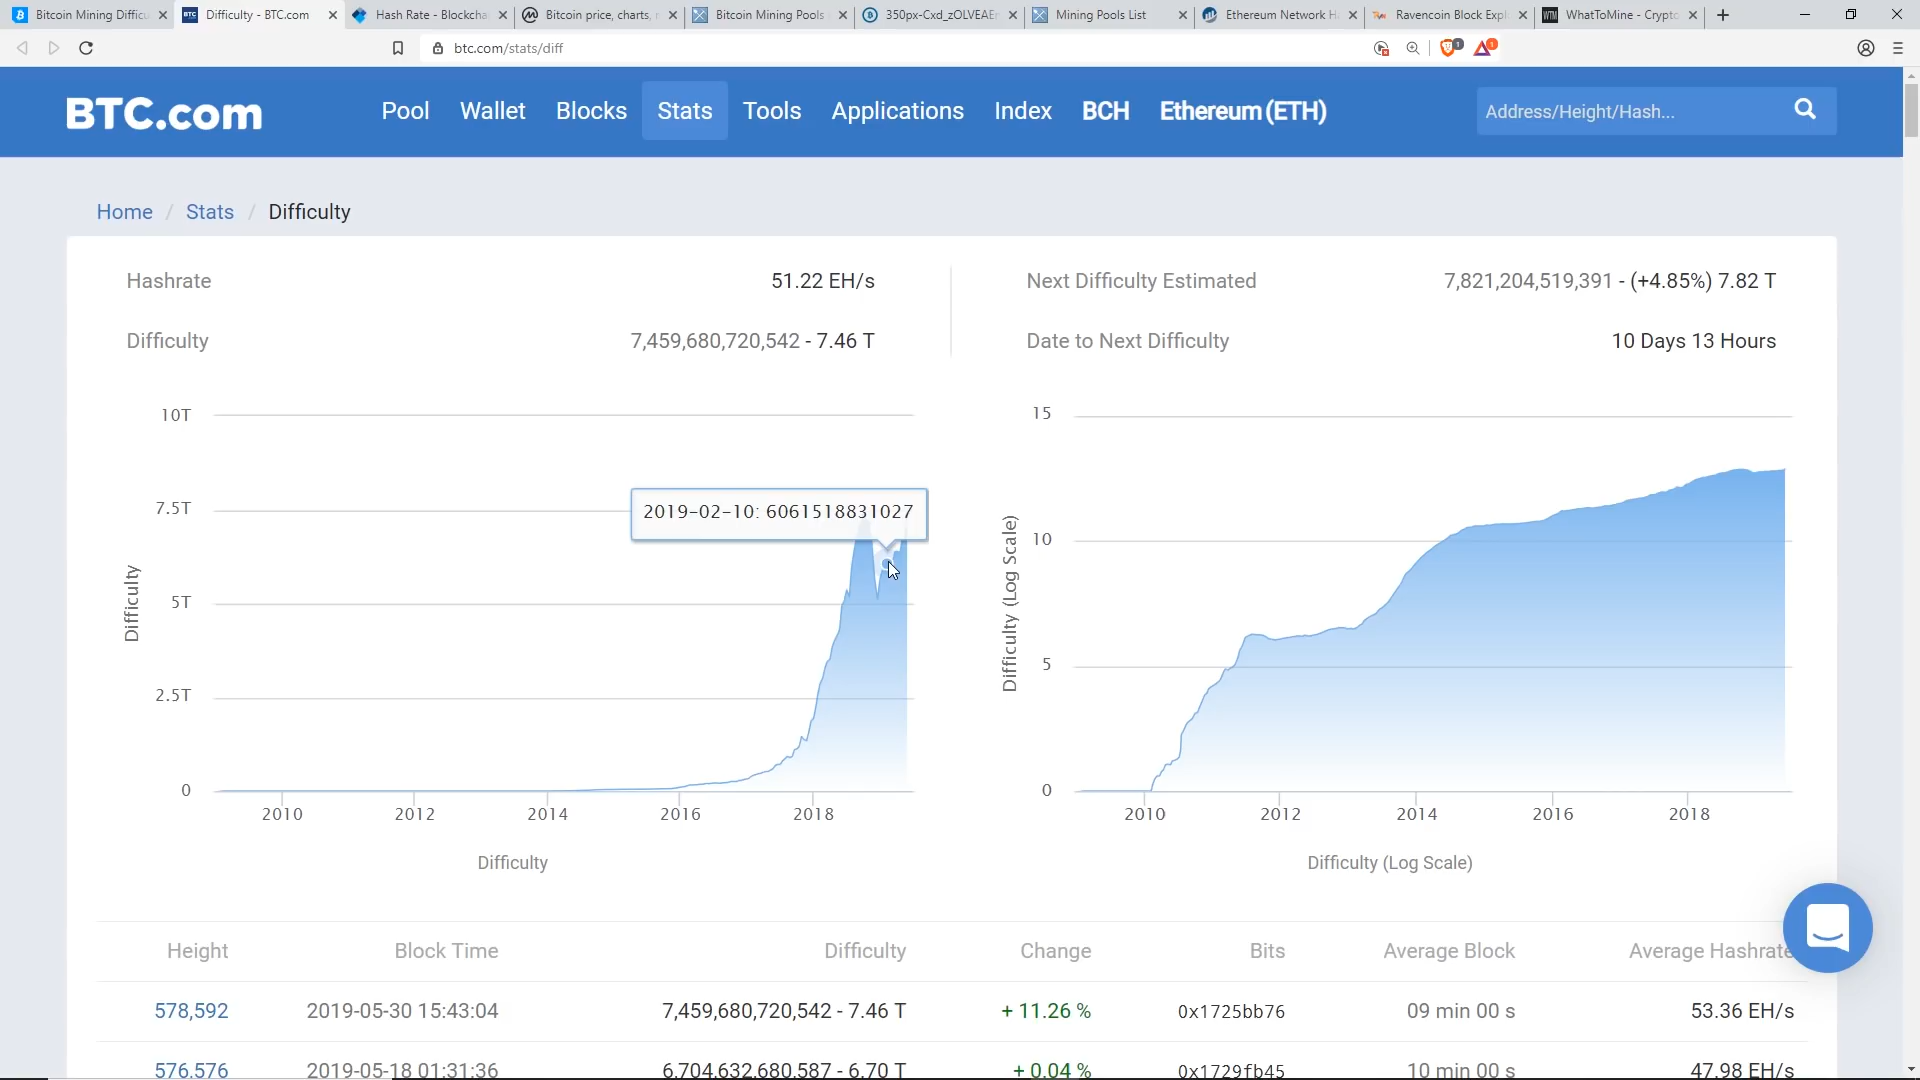 Bitcoin Mining Difficu
Difficulty - BTC.com
Hash Rate - Blockcha
Bitcoin price, charts,
Bitcoin Mining Pools
350px-Cxd_zOLVEAEr
Mining Pools List
Ethereum Network H
Ravencoin Block Expl
WhatToMine - Crypto
btc.com/stats/diff
BTC.com
Pool
Wallet
Blocks
Stats
Tools
Applications
Index
BCH
Ethereum(ETH)
Address/Height/Hash...
Home / Stats / Difficulty
Hashrate 51.22 EH/s
Difficulty 7,459,680,720,542 - 7.46 T
Next Difficulty Estimated 7,821,204,519,391 - (+4.85%) 7.82 T
Date to Next Difficulty 10 Days 13 Hours
10T
7.5T
5T
2.5T
0
Difficulty
2019-02-10: 6061518831027
2010 2012 2014 2016 2018
Difficulty
15
10
5
0
Difficulty (Log Scale)
2010 2012 2014 2016 2018
Difficulty (Log Scale)
Height Block Time Difficulty Change Bits Average Block Average Hashrate
578,592 2019-05-30 15:43:04 7,459,680,720,542 - 7.46 T + 11.26 % 0x1725bb76 09 min 00 s 53.36 EH/s
576,576 2019-05-18 01:31:36 6,704,632,680,587 - 6.70 T + 0.04 % 0x1729fb45 10 min 00 s 47.98 EH/s